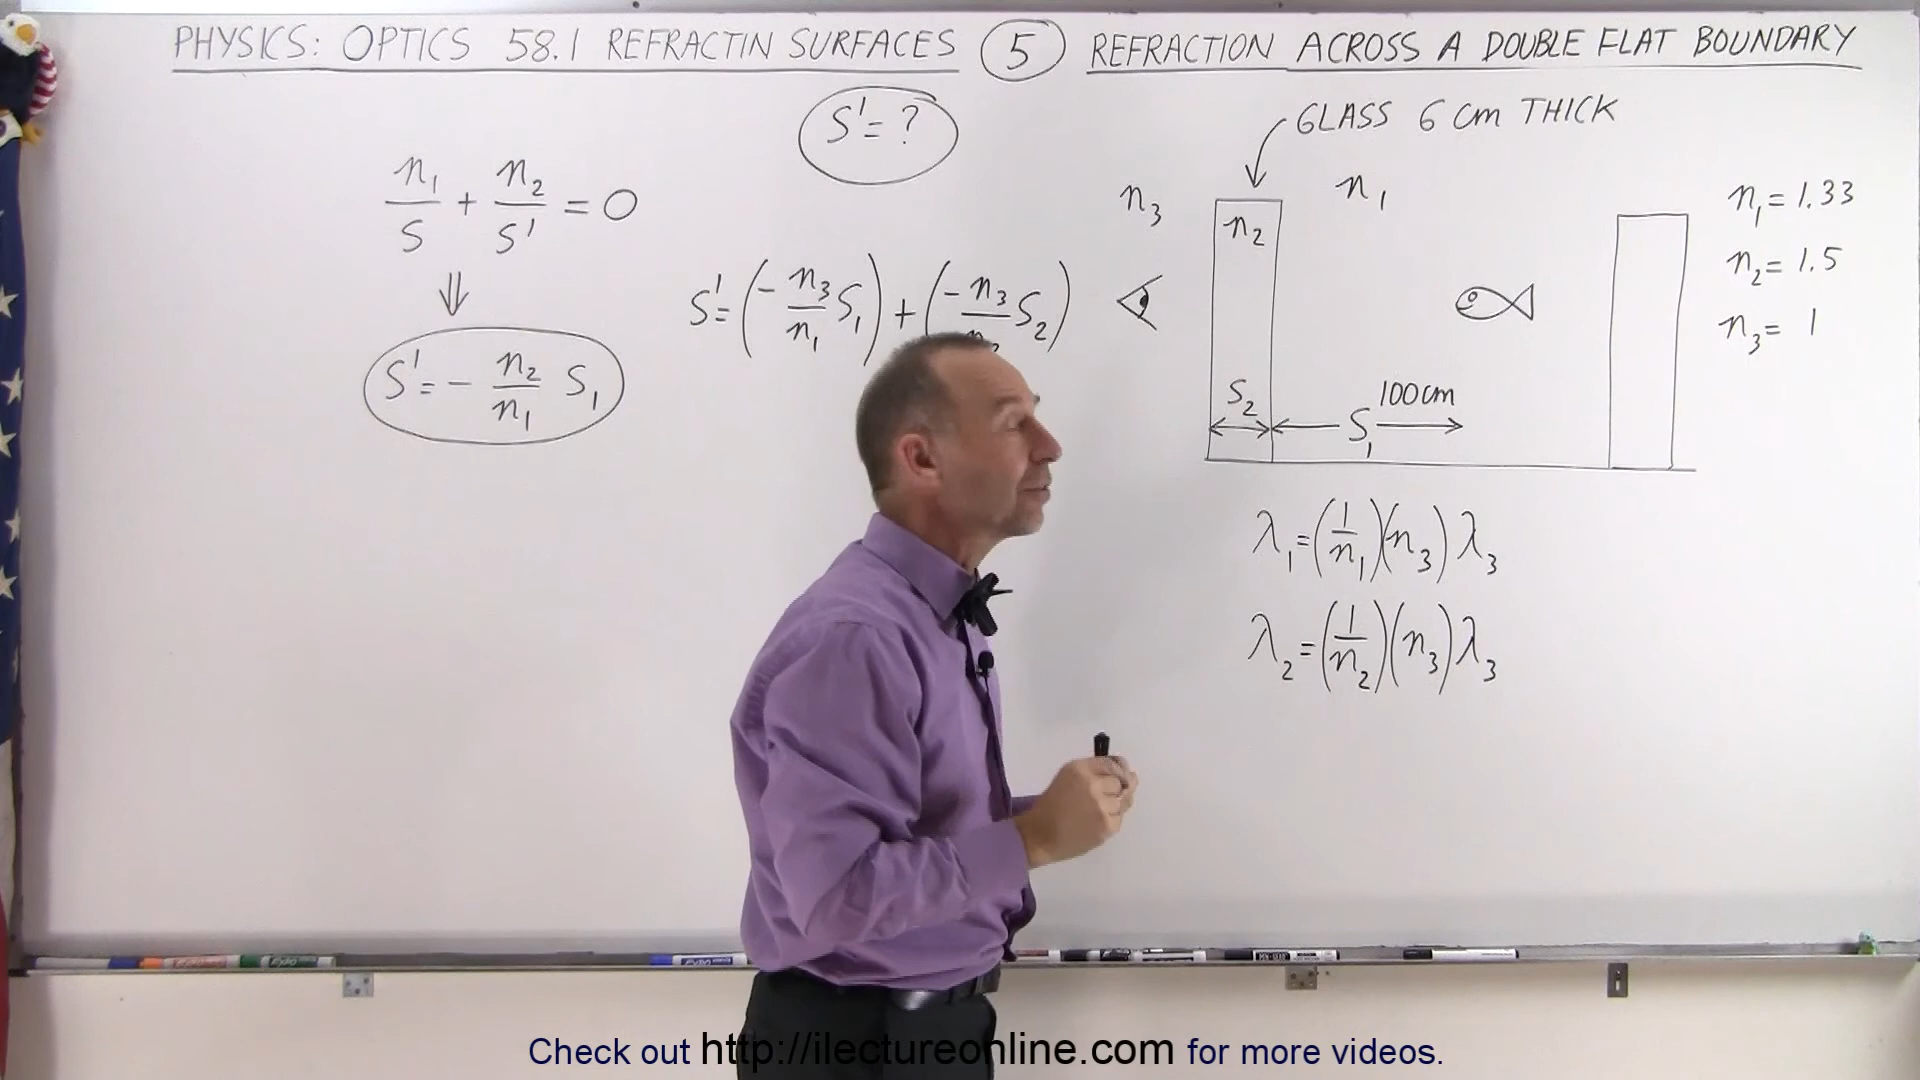 PHYSICS: OPTICS 58.1 REFRACTIN SURFACES 5 REFRACTION ACROSS A DOUBLE FLAT BOUNDARY
S' = ?
GLASS 6 cm THICK
n₁/S + n₂/S' = 0
⇓
S' = - n₂/n₁ S₁
S' = (- n₃/n₁ S₁) + (- n₃/n₂ S₂)
n₃
n₂
n₁
n₁ = 1.33
n₂ = 1.5
n₃ = 1
S₂
S₁
100 cm
λ₁ = (1/n₁)(n₃) λ₃
λ₂ = (1/n₂)(n₃) λ₃
EXPO
Check out http://ilectureonline.com for more videos.